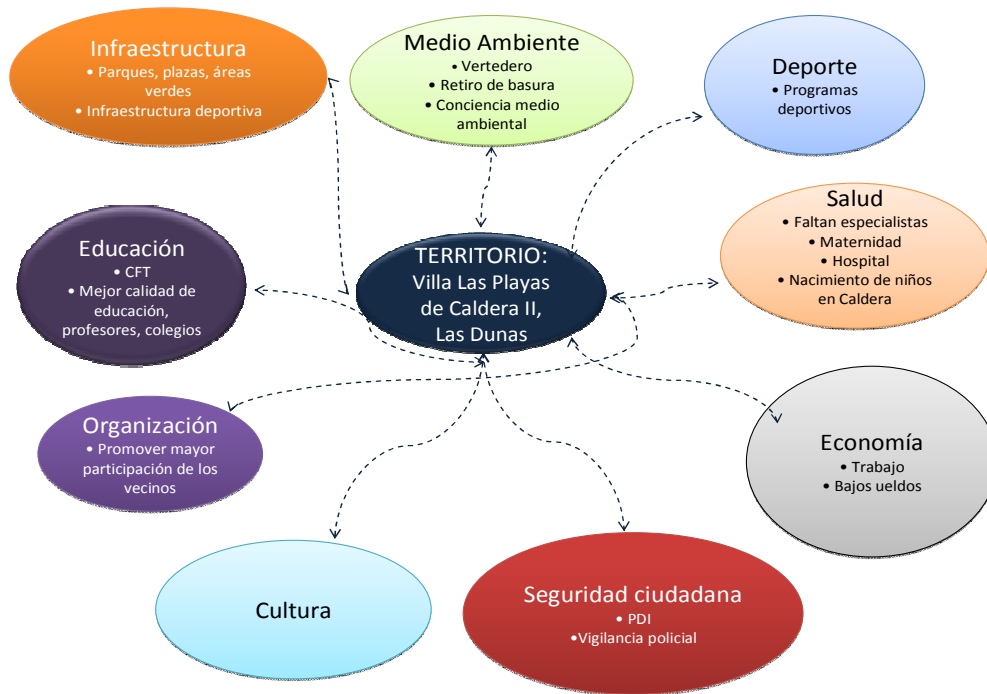 Infraestructura
• Parques, plazas, áreas
verdes
• Infraestructura deportiva
Medio Ambiente
• Vertedero
• Retiro de basura
• Conciencia medio
ambiental
Deporte
• Programas
deportivos
Salud
• Faltan especialistas
• Maternidad
• Hospital
• Nacimiento de niños
en Caldera
Educación
• CFT
• Mejor calidad de
educación,
profesores, colegios
TERRITORIO:
Villa Las Playas
de Caldera II,
Las Dunas
Organización
• Promover mayor
participación de los
vecinos
Economía
• Trabajo
• Bajos ueldos
Cultura
Seguridad ciudadana
• PDI
•Vigilancia policial